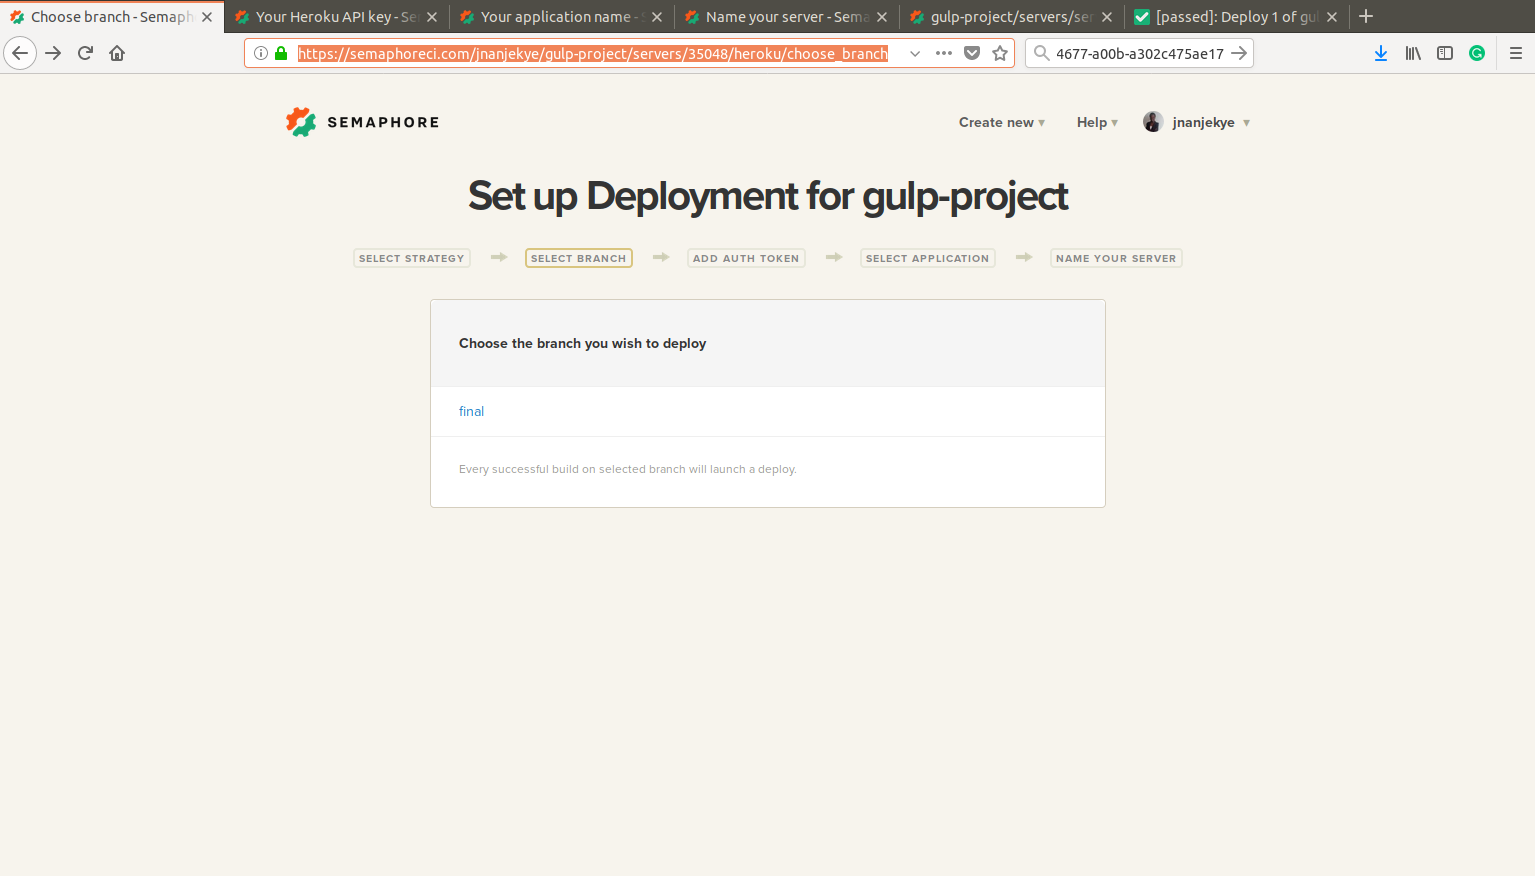 Choose branch - Semaph
Your Heroku API key - Se
Your application name - S
Name your server - Sema
gulp-project/servers/ser
[passed]: Deploy 1 of gul
https://semaphoreci.com/jnanjekye/gulp-project/servers/35048/heroku/choose_branch
4677-a00b-a302c475ae17
SEMAPHORE
Create new
Help
jnanjekye
Set up Deployment for gulp-project
SELECT STRATEGY
SELECT BRANCH
ADD AUTH TOKEN
SELECT APPLICATION
NAME YOUR SERVER
Choose the branch you wish to deploy
final
Every successful build on selected branch will launch a deploy.